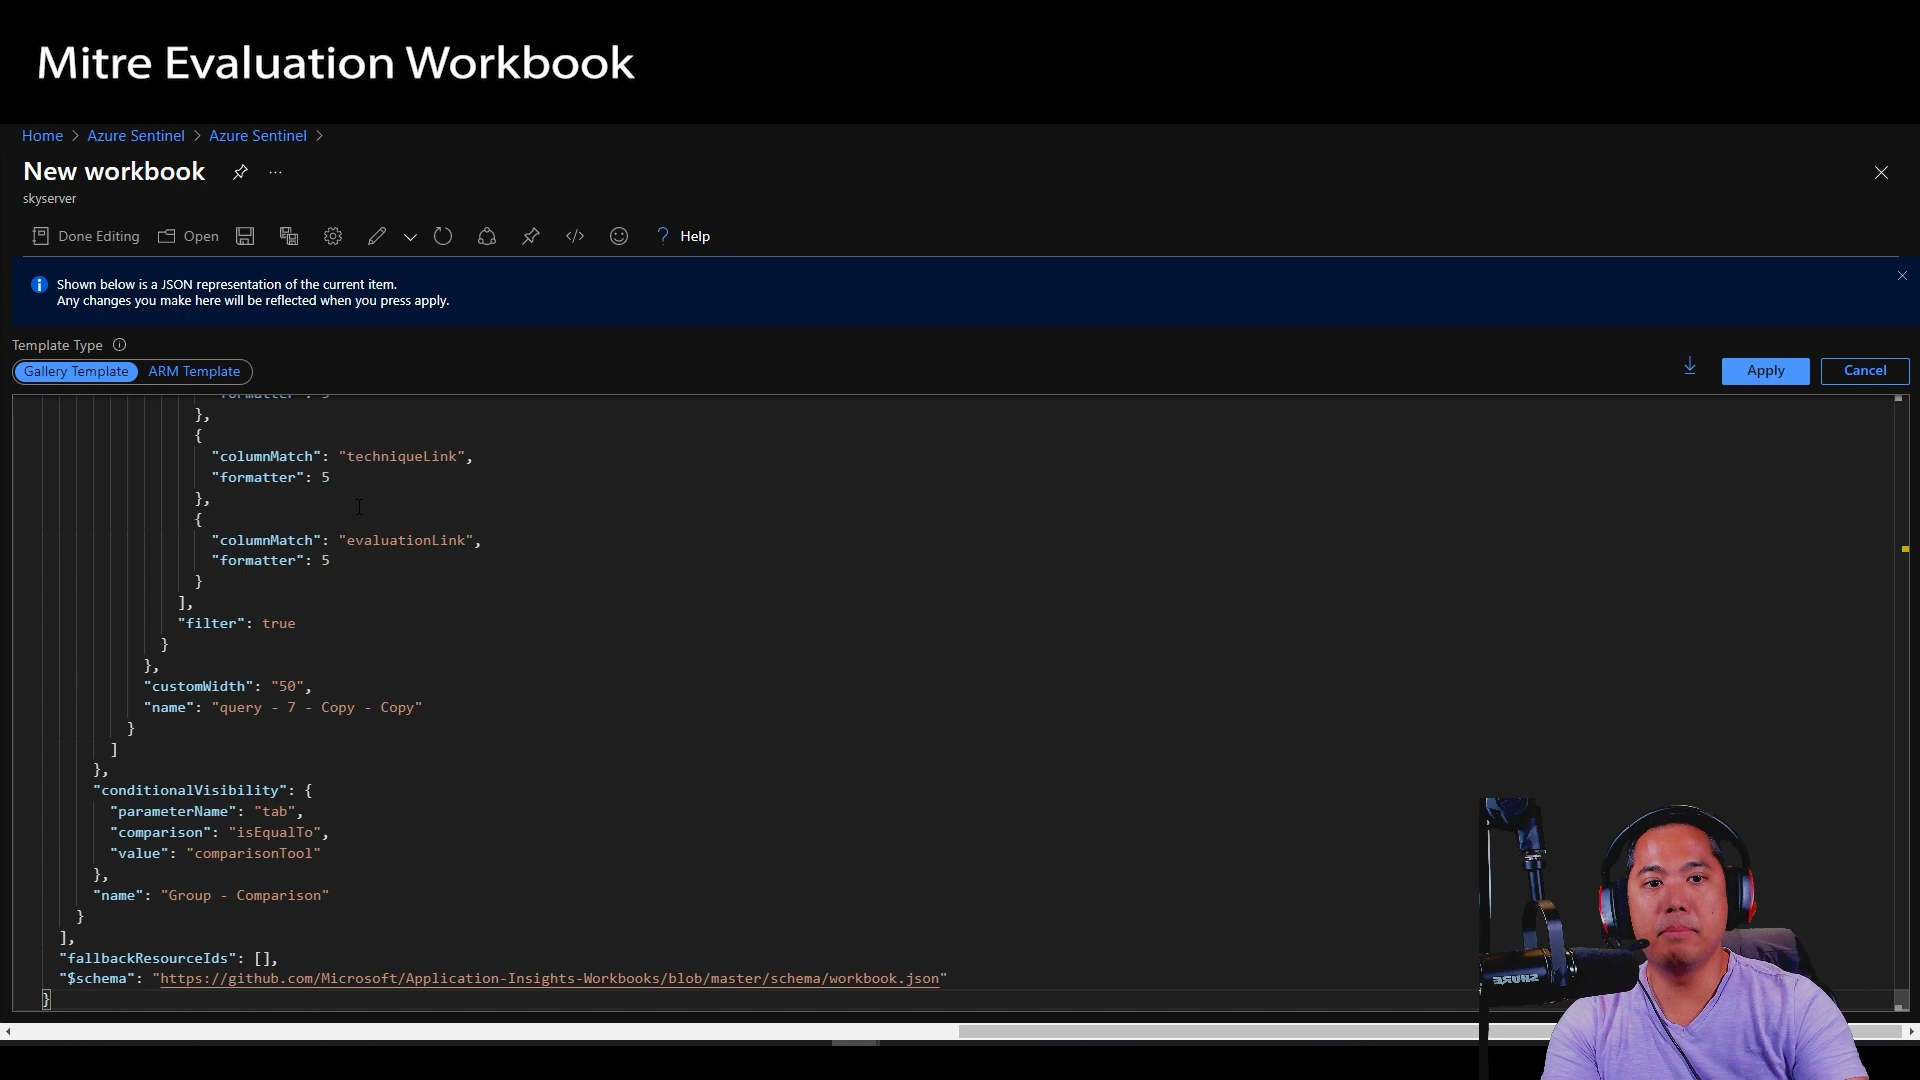 Mitre Evaluation Workbook
Home > Azure Sentinel > Azure Sentinel >
New workbook ...
skyserver
Done Editing Open ? Help
Shown below is a JSON representation of the current item.
Any changes you make here will be reflected when you press apply.
Template Type
Gallery Template ARM Template
Apply Cancel
},
{
"columnMatch": "techniqueLink",
"formatter": 5
},
{
"columnMatch": "evaluationLink",
"formatter": 5
}
],
"filter": true
}
},
"customWidth": "50",
"name": "query - 7 - Copy - Copy"
}
]
},
"conditionalVisibility": {
"parameterName": "tab",
"comparison": "isEqualTo",
"value": "comparisonTool"
},
"name": "Group - Comparison"
}
],
"fallbackResourceIds": [],
"$schema": "https://github.com/Microsoft/Application-Insights-Workbooks/blob/master/schema/workbook.json"
}
SHURE